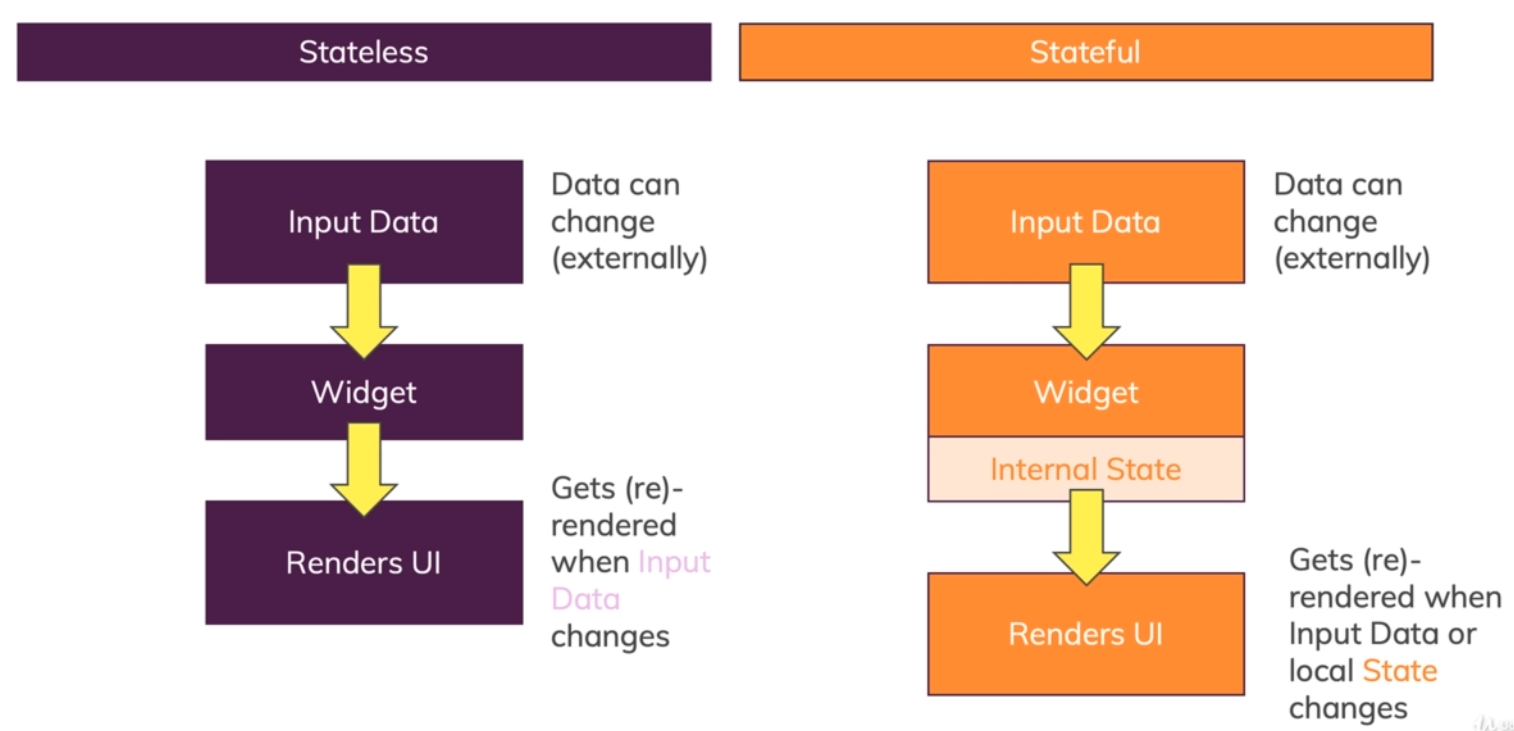 Stateless
Stateful
Input Data
Data can
change
(externally)
Widget
Gets (re)-
rendered
when Input
Data
changes
Renders UI
Input Data
Data can
change
(externally)
Widget
Internal State
Gets (re)-
rendered when
Input Data or
local State
changes
Renders UI